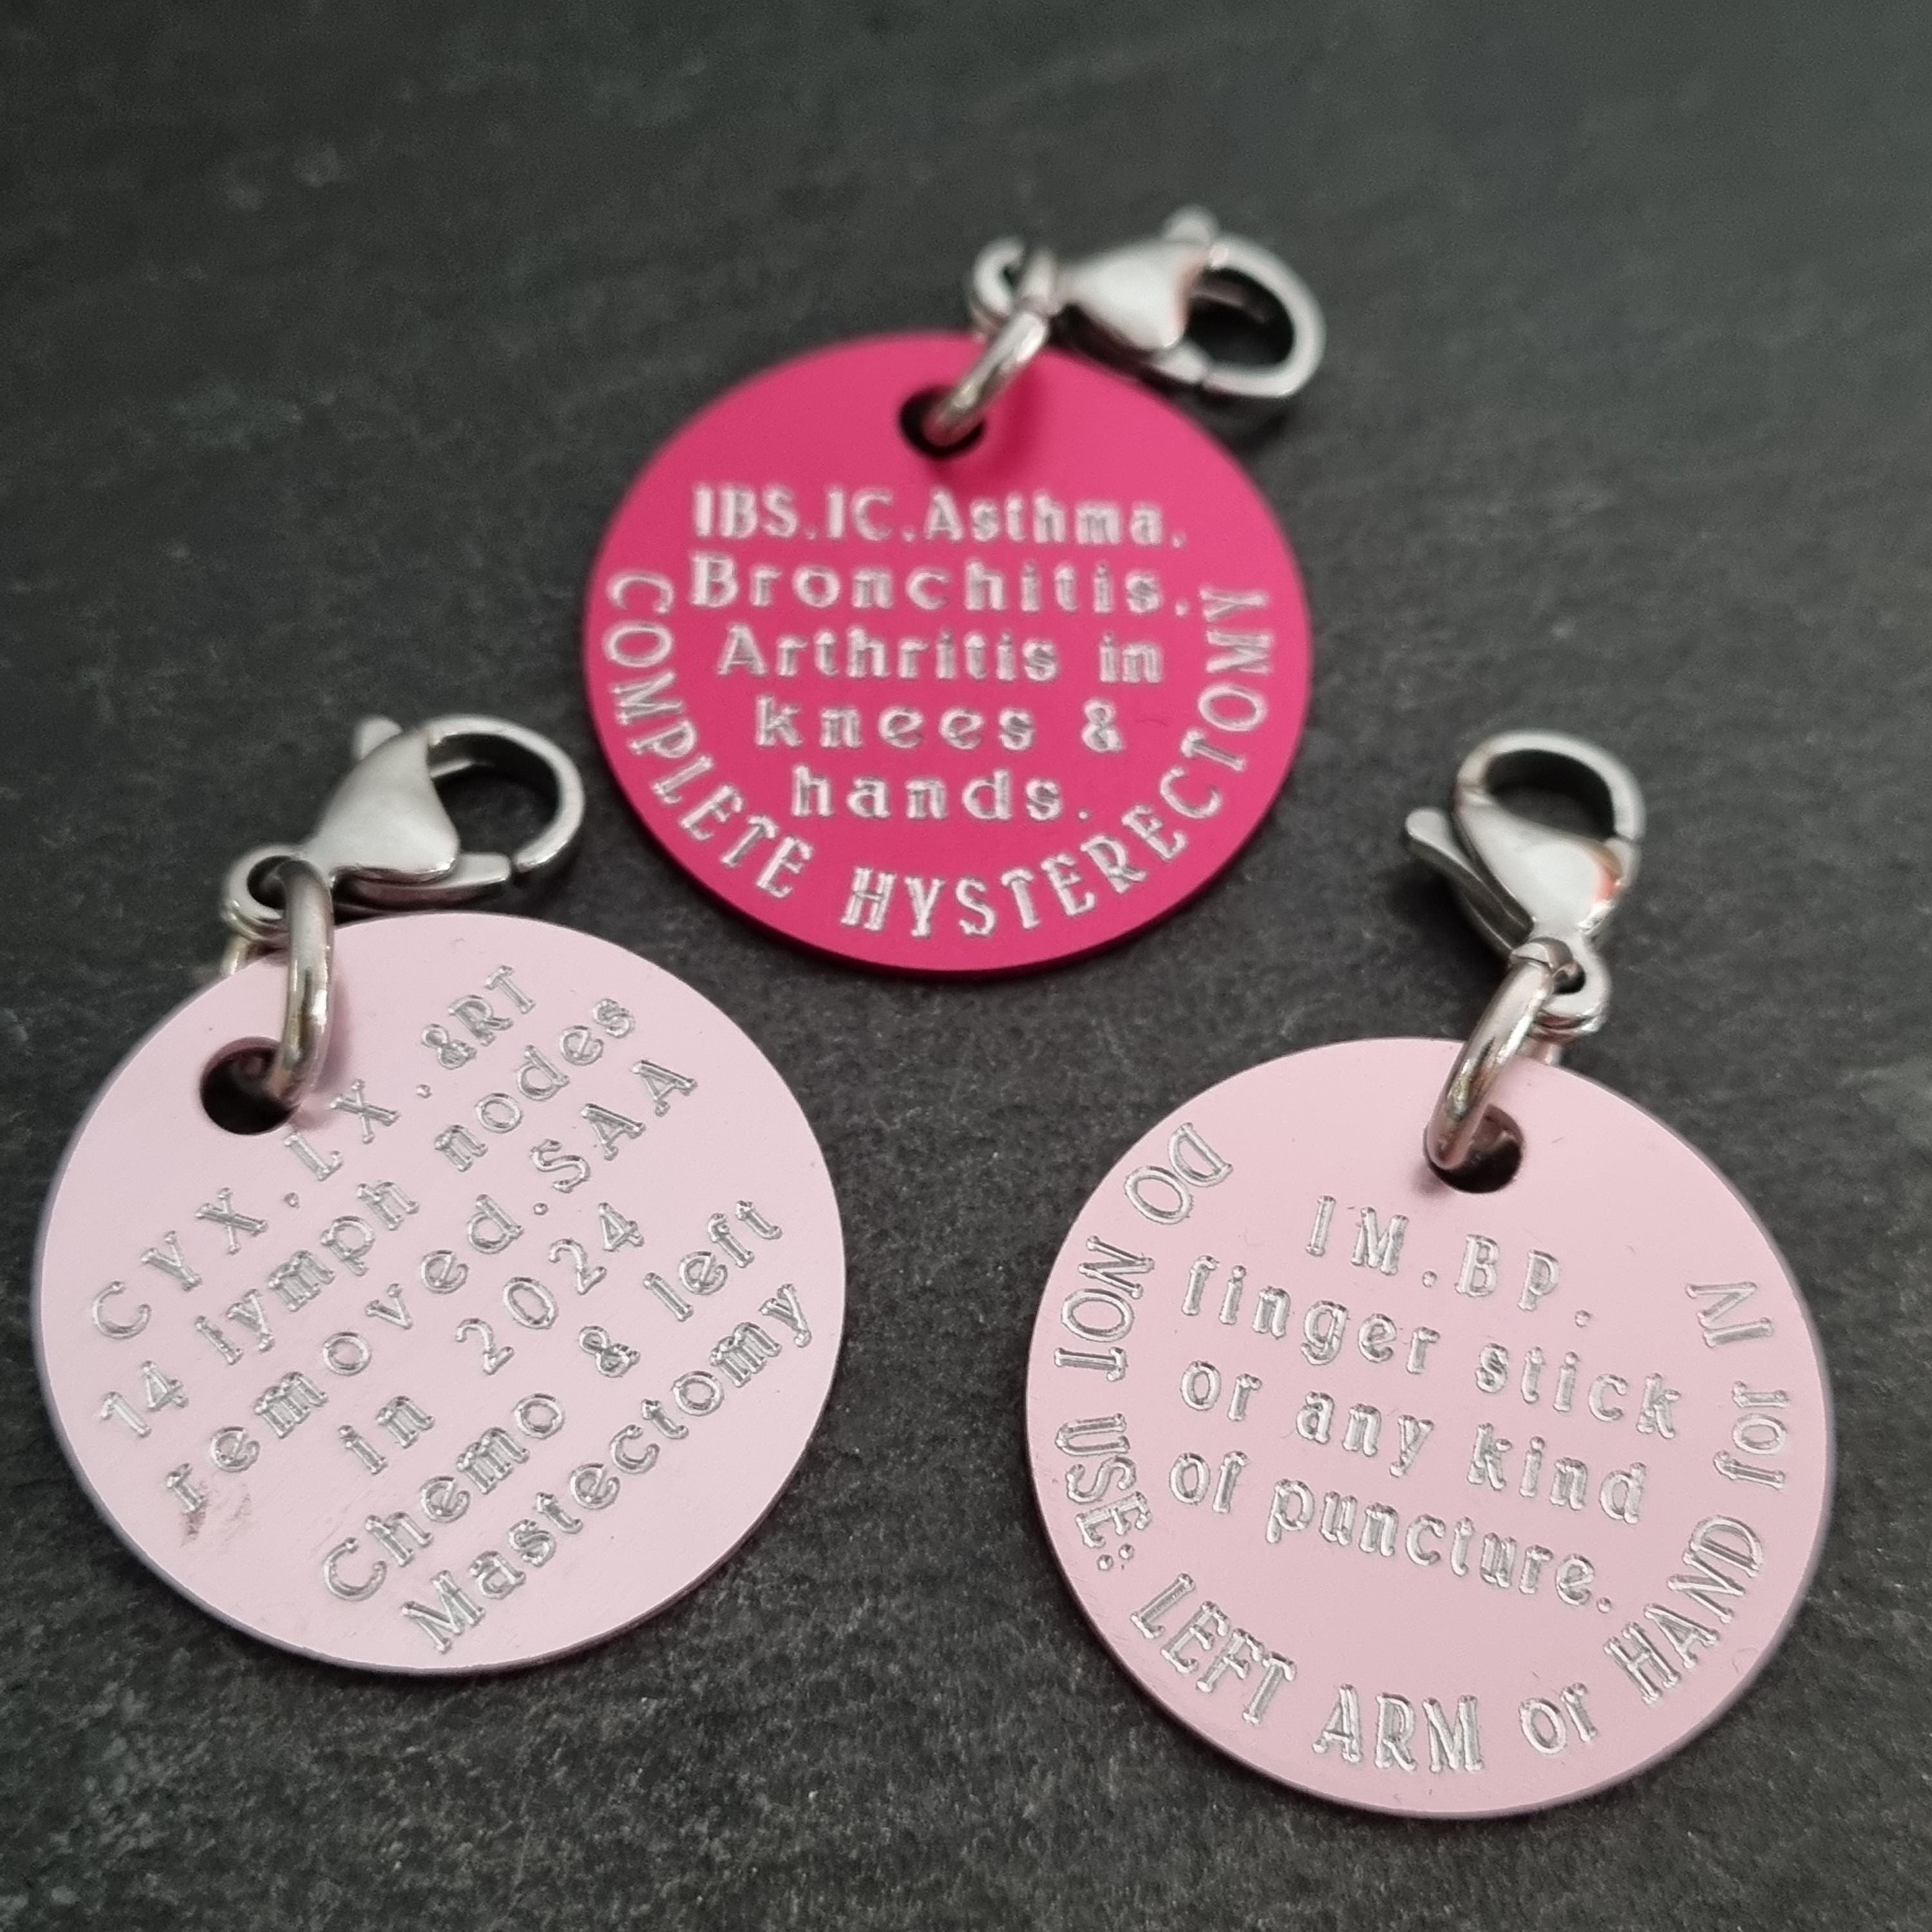 IBS.IC.Asthma.
Bronchitis.
Arthritis in
knees &
hands.
COMPLETE HYSTERECTOMY
CYX,LX,&RT
14 lymph nodes
removed.SAA
in 2024
Chemo & left
Mastectomy
IM.BP.
finger stick
or any kind
of puncture.
DO NOT USE: LEFT ARM or HAND for IV